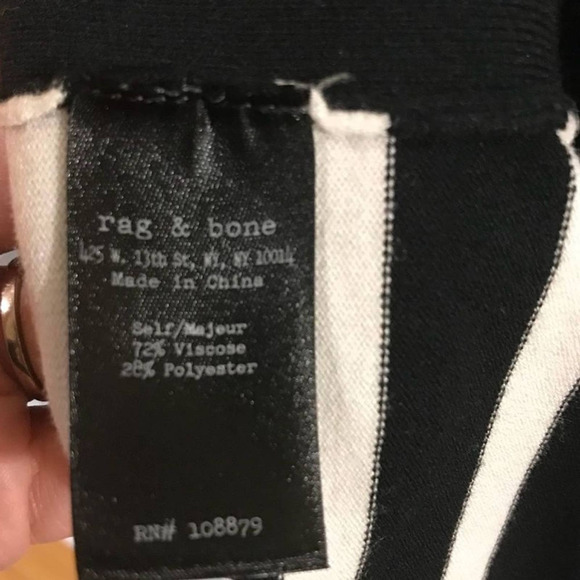 rag & bone
425 W. 13th St, NY, NY 10014
Made in China
Self/Majeur
72% Viscose
28% Polyester
RN# 108879